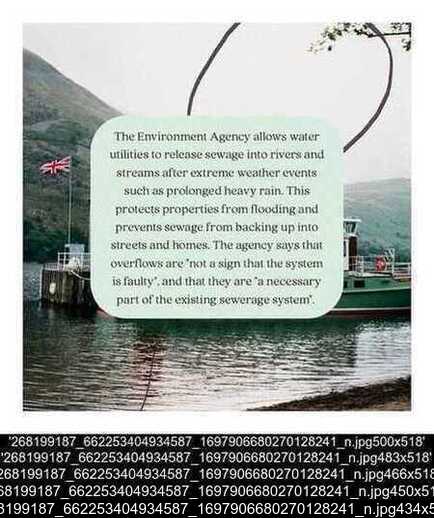 The Environment Agency allows water
utilities to release sewage into rivers and
streams after extreme weather events
such as prolonged heavy rain. This
protects properties from flooding and
prevents sewage from backing up into
streets and homes. The agency says that
overflows are "not a sign that the system
is faulty", and that they are "a necessary
part of the existing sewerage system".
'268199187_662253404934587_1697906680270128241_n.jpg500x518'
'268199187_662253404934587_1697906680270128241_n.jpg483x518'
268199187_662253404934587_1697906680270128241_n.jpg466x518
68199187_662253404934587_1697906680270128241_n.jpg450x51
8199187_662253404934587_1697906680270128241_n.jpg434x5